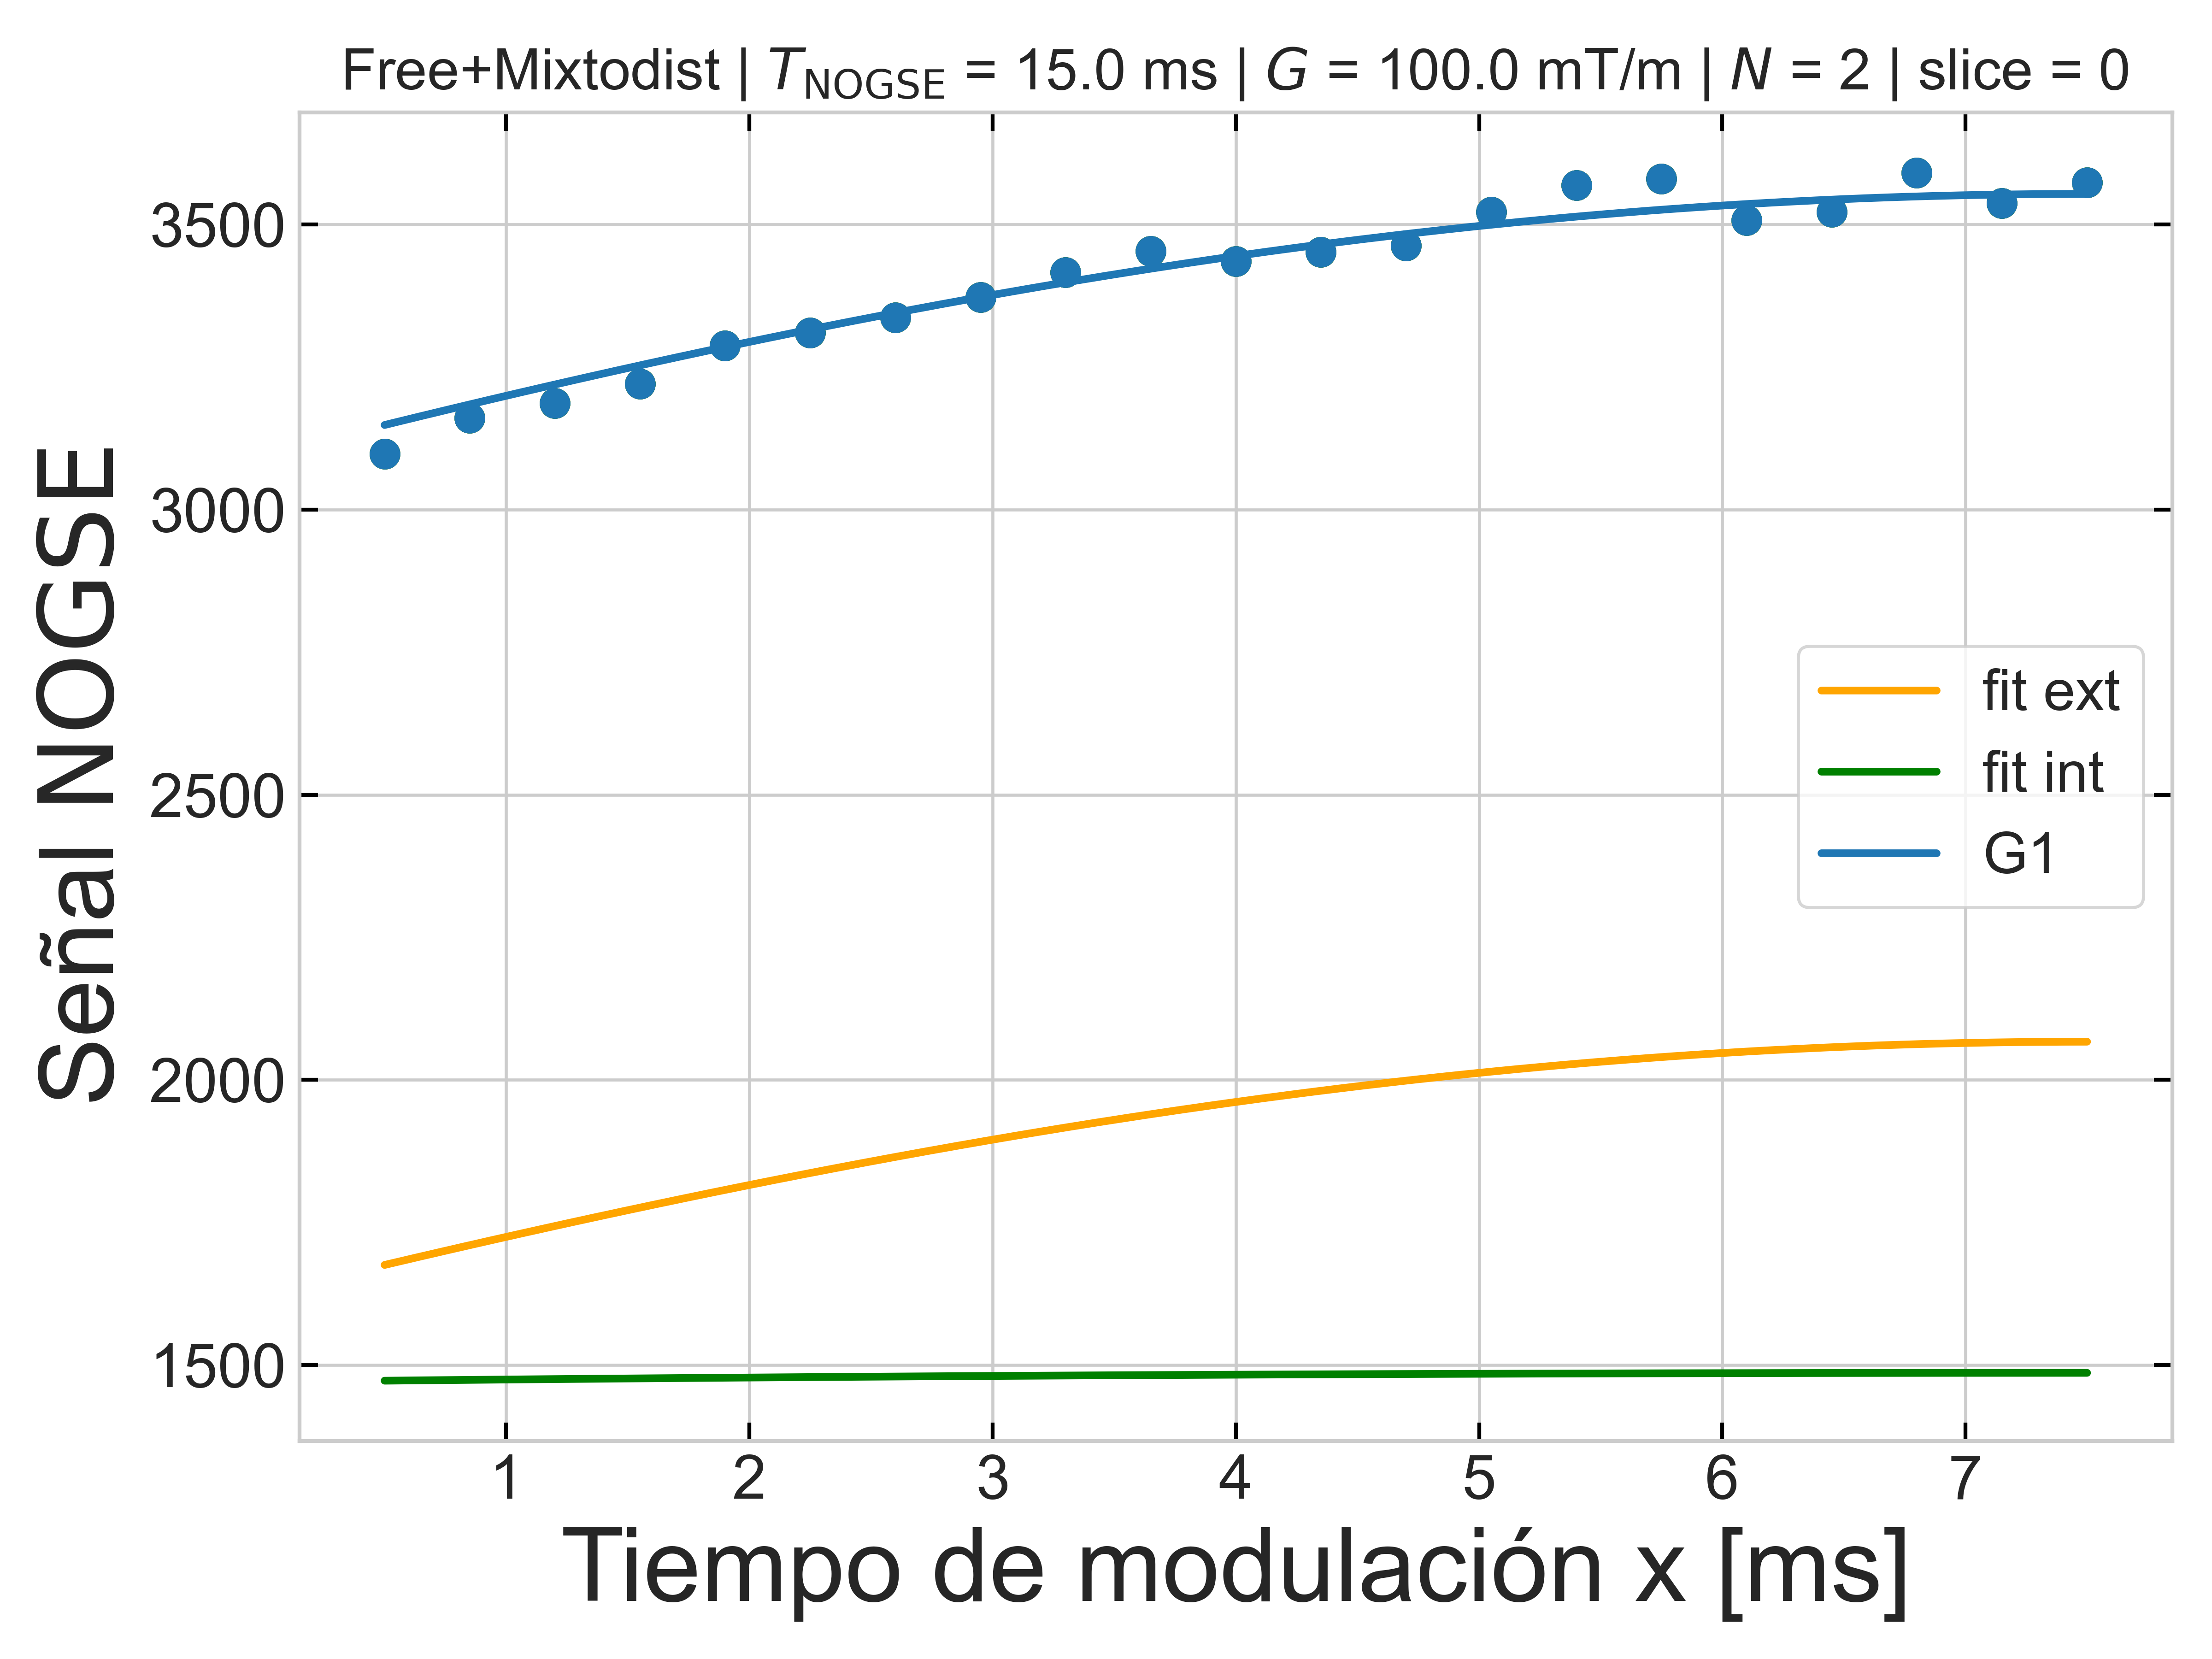 Free+Mixtodist | T_NOGSE = 15.0 ms | G = 100.0 mT/m | N = 2 | slice = 0
Señal NOGSE
3500
3000
2500
2000
1500
fit ext
fit int
G1
1 2 3 4 5 6 7
Tiempo de modulación x [ms]